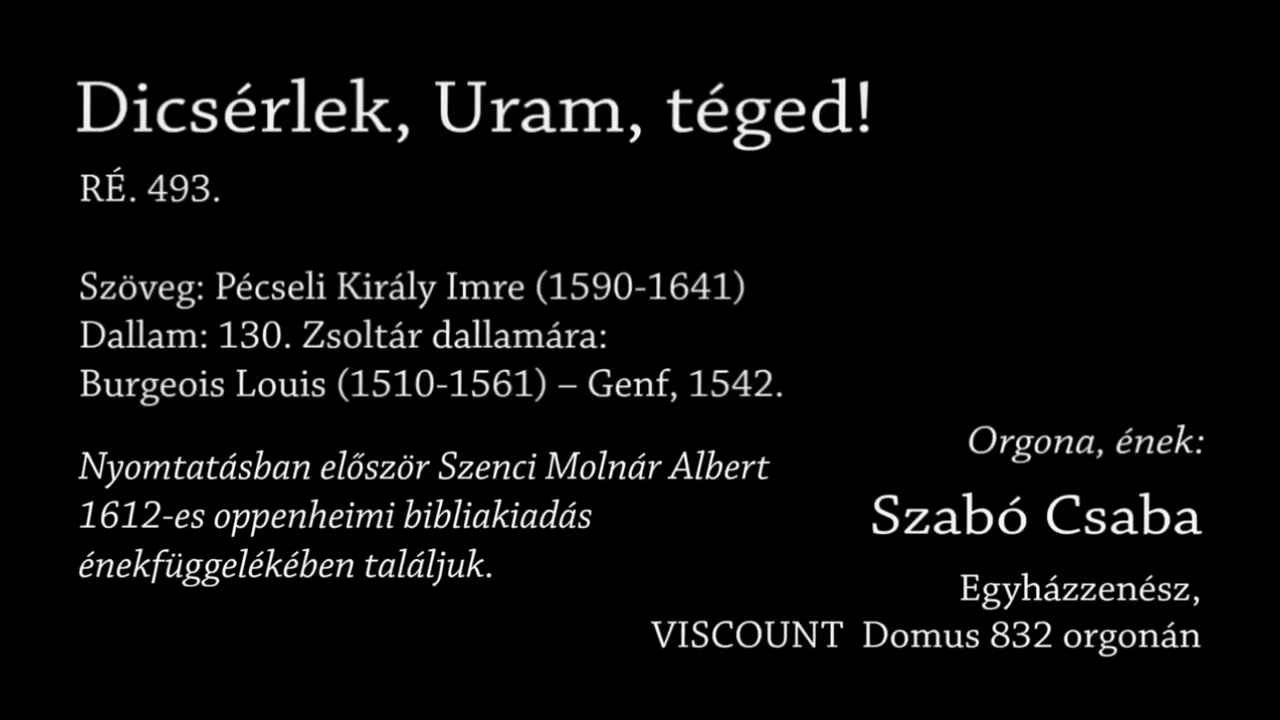 Dicsérlek, Uram, téged!
RÉ. 493.
Szöveg: Pécseli Király Imre (1590-1641)
Dallam: 130. Zsoltár dallamára:
Burgeois Louis (1510-1561) – Genf, 1542.
Nyomtatásban először Szenci Molnár Albert
1612-es oppenheimi bibliakiadás
énekfüggelékében találjuk.
Orgona, ének:
Szabó Csaba
Egyházzenész,
VISCOUNT Domus 832 orgonán